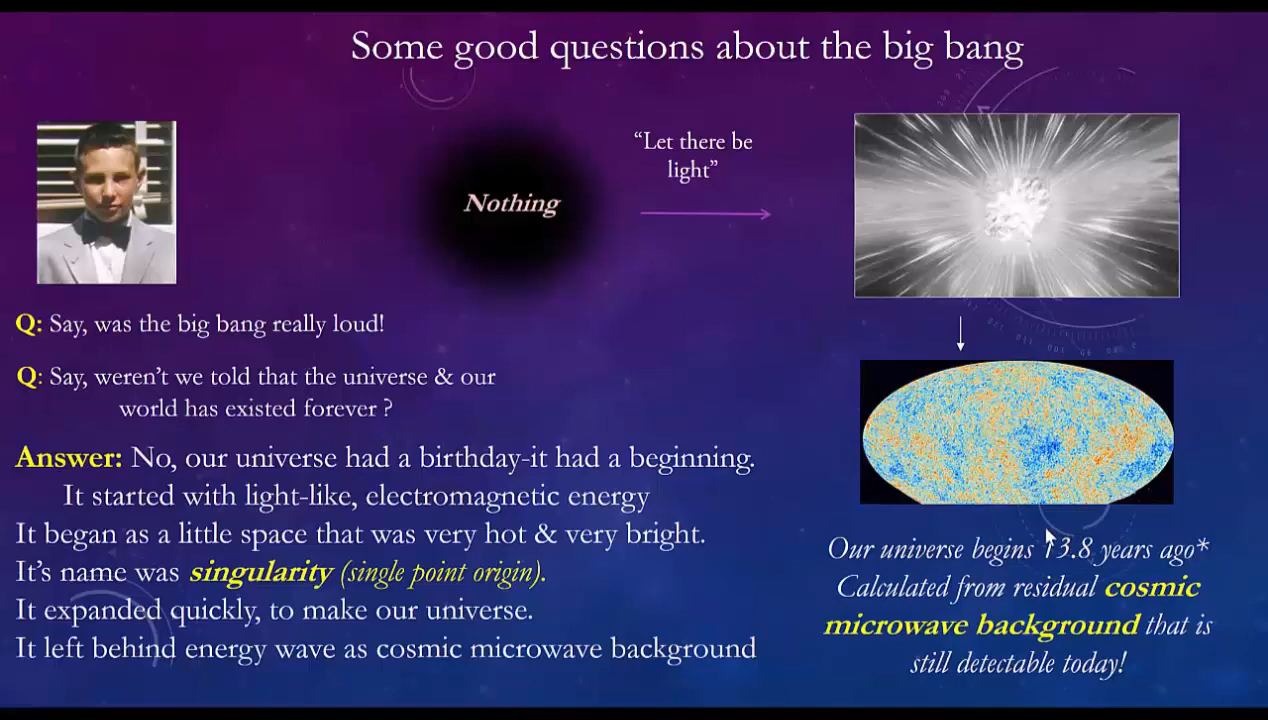 Some good questions about the big bang
Nothing
“Let there be
light”
Q: Say, was the big bang really loud!
Q: Say, weren’t we told that the universe & our
world has existed forever ?
Answer: No, our universe had a birthday-it had a beginning.
It started with light-like, electromagnetic energy
It began as a little space that was very hot & very bright.
It’s name was singularity (single point origin).
It expanded quickly, to make our universe.
It left behind energy wave as cosmic microwave background
Our universe begins 13.8 years ago*
Calculated from residual cosmic
microwave background that is
still detectable today!